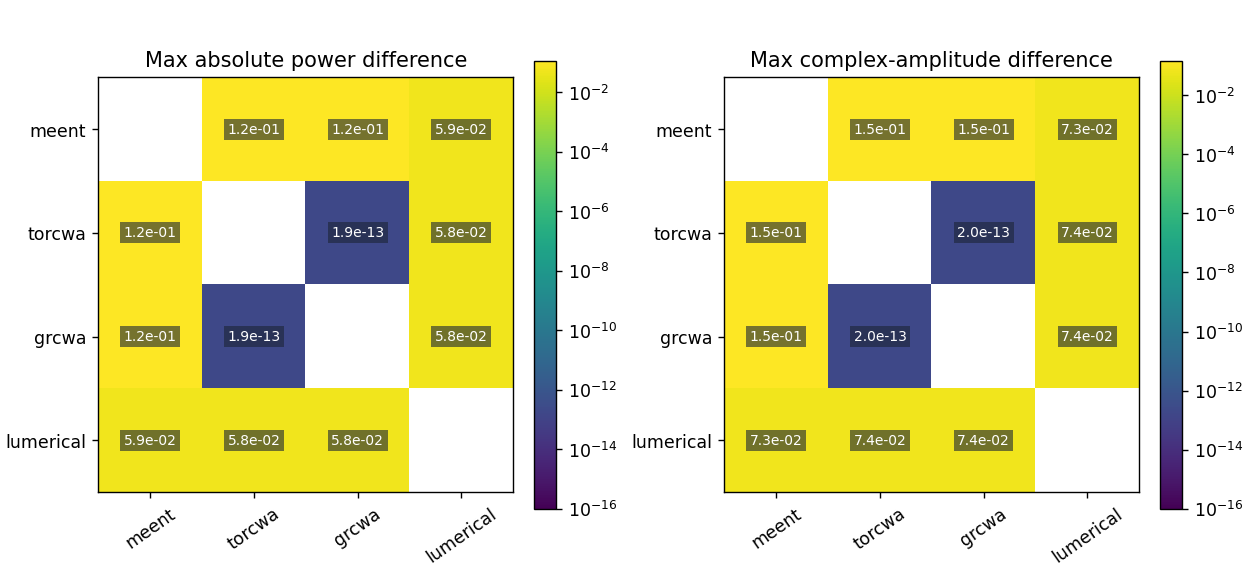 Max absolute power difference
meent
torcwa
grcwa
lumerical
1.2e-01 1.2e-01 5.9e-02
1.2e-01 1.9e-13 5.8e-02
1.2e-01 1.9e-13 5.8e-02
5.9e-02 5.8e-02 5.8e-02
meent torcwa grcwa lumerical
10⁻²
10⁻⁴
10⁻⁶
10⁻⁸
10⁻¹⁰
10⁻¹²
10⁻¹⁴
10⁻¹⁶
Max complex-amplitude difference
meent
torcwa
grcwa
lumerical
1.5e-01 1.5e-01 7.3e-02
1.5e-01 2.0e-13 7.4e-02
1.5e-01 2.0e-13 7.4e-02
7.3e-02 7.4e-02 7.4e-02
meent torcwa grcwa lumerical
10⁻²
10⁻⁴
10⁻⁶
10⁻⁸
10⁻¹⁰
10⁻¹²
10⁻¹⁴
10⁻¹⁶